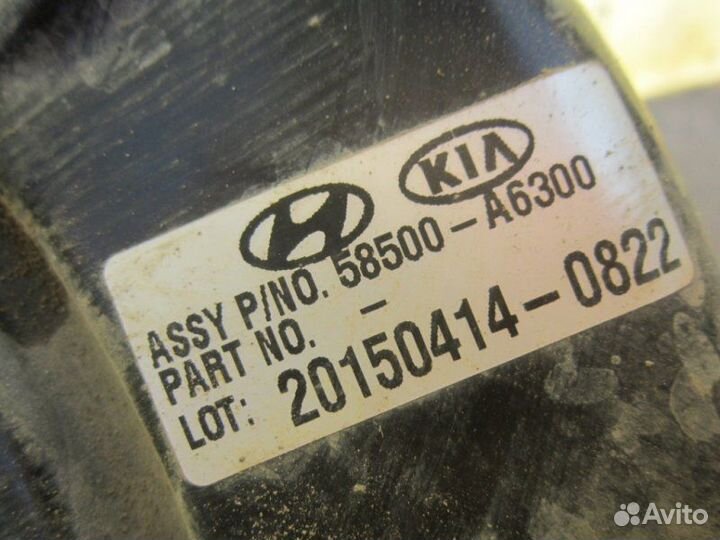 KIA
ASSY P/NO. 58500-A6300
PART NO. -
LOT: 20150414-0822
Avito